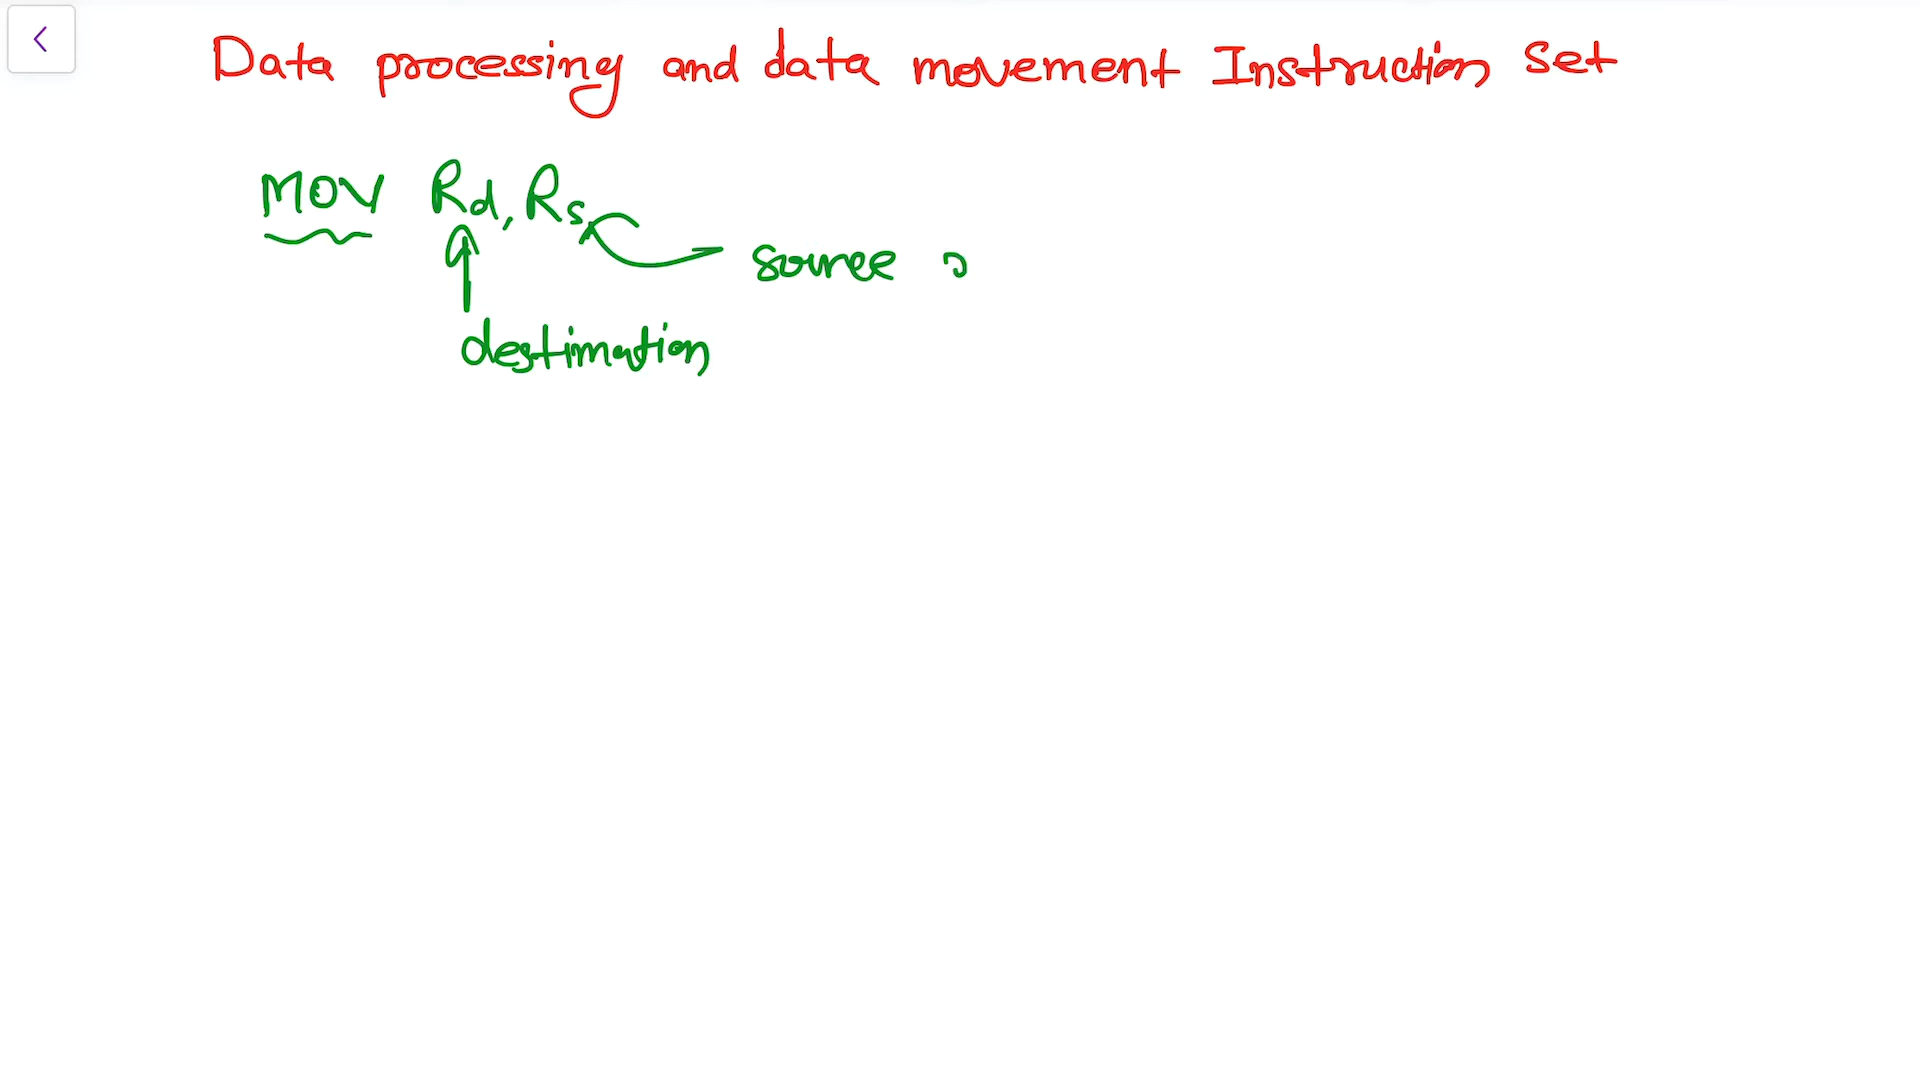 Data processing and data movement Instruction Set
MOV Rd, Rs
source
destination